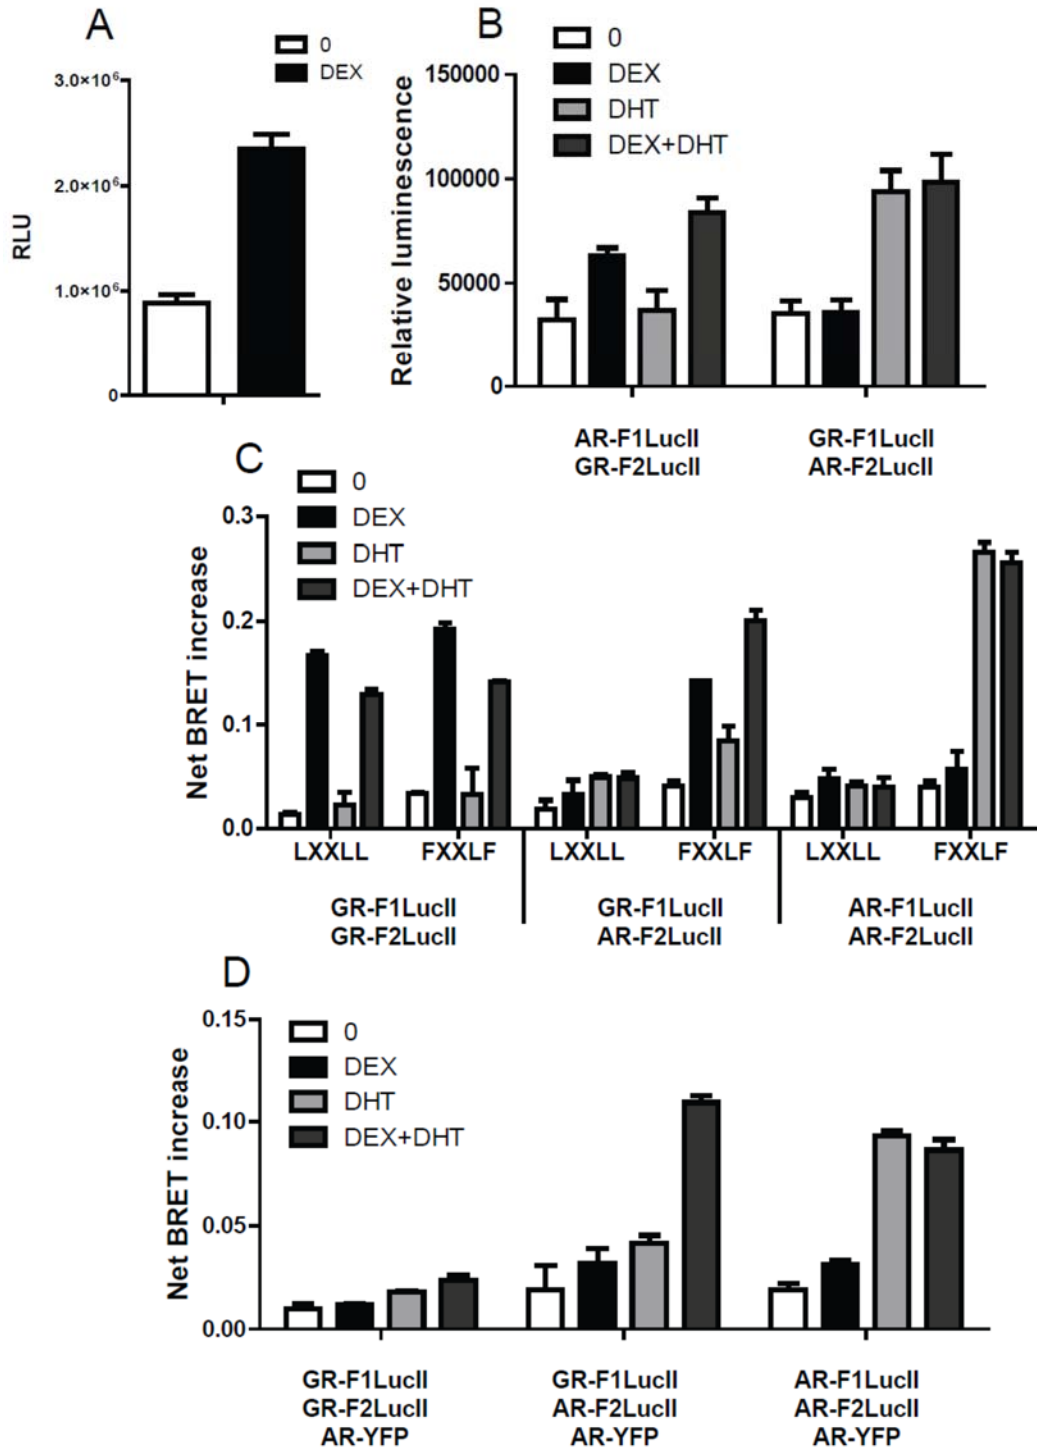 A
0
DEX
3.0×10⁶
2.0×10⁶
1.0×10⁶
0
RLU
B
0
DEX
DHT
DEX+DHT
150000
100000
50000
0
Relative luminescence
AR-F1LucII
GR-F2LucII
GR-F1LucII
AR-F2LucII
C
0
DEX
DHT
DEX+DHT
0.3
0.2
0.1
0.0
Net BRET increase
LXXLL FXXLF LXXLL FXXLF LXXLL FXXLF
GR-F1LucII
GR-F2LucII
GR-F1LucII
AR-F2LucII
AR-F1LucII
AR-F2LucII
D
0
DEX
DHT
DEX+DHT
0.15
0.10
0.05
0.00
Net BRET increase
GR-F1LucII
GR-F2LucII
AR-YFP
GR-F1LucII
AR-F2LucII
AR-YFP
AR-F1LucII
AR-F2LucII
AR-YFP